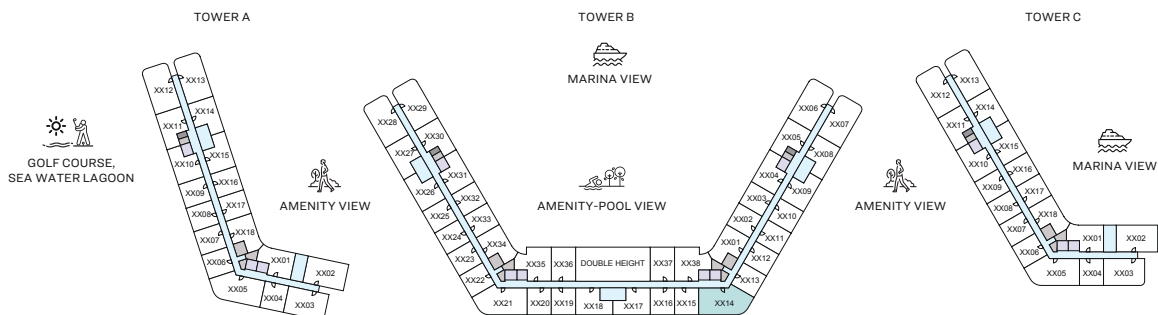 TOWER A
TOWER B
TOWER C
MARINA VIEW
GOLF COURSE,
SEA WATER LAGOON
AMENITY VIEW
AMENITY-POOL VIEW
AMENITY VIEW
MARINA VIEW
XX13
XX12
XX14
XX11
XX15
XX10
XX16
XX09
XX17
XX08
XX18
XX07
XX06
XX01
XX02
XX05
XX04
XX03
XX29
XX28
XX30
XX27
XX31
XX26
XX32
XX25
XX33
XX24
XX34
XX23
XX22
XX35
XX36
DOUBLE HEIGHT
XX37
XX38
XX21
XX20
XX19
XX18
XX17
XX16
XX15
XX14
XX06
XX07
XX05
XX08
XX04
XX09
XX03
XX10
XX02
XX11
XX01
XX12
XX13
XX13
XX12
XX14
XX11
XX15
XX10
XX16
XX09
XX17
XX08
XX18
XX07
XX06
XX01
XX02
XX05
XX04
XX03